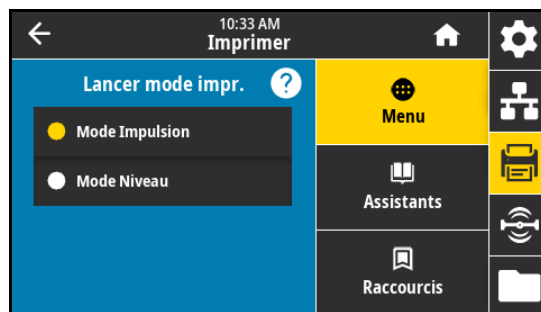 10:33 AM
Imprimer
Lancer mode impr. ?
Mode Impulsion
Mode Niveau
Menu
Assistants
Raccourcis